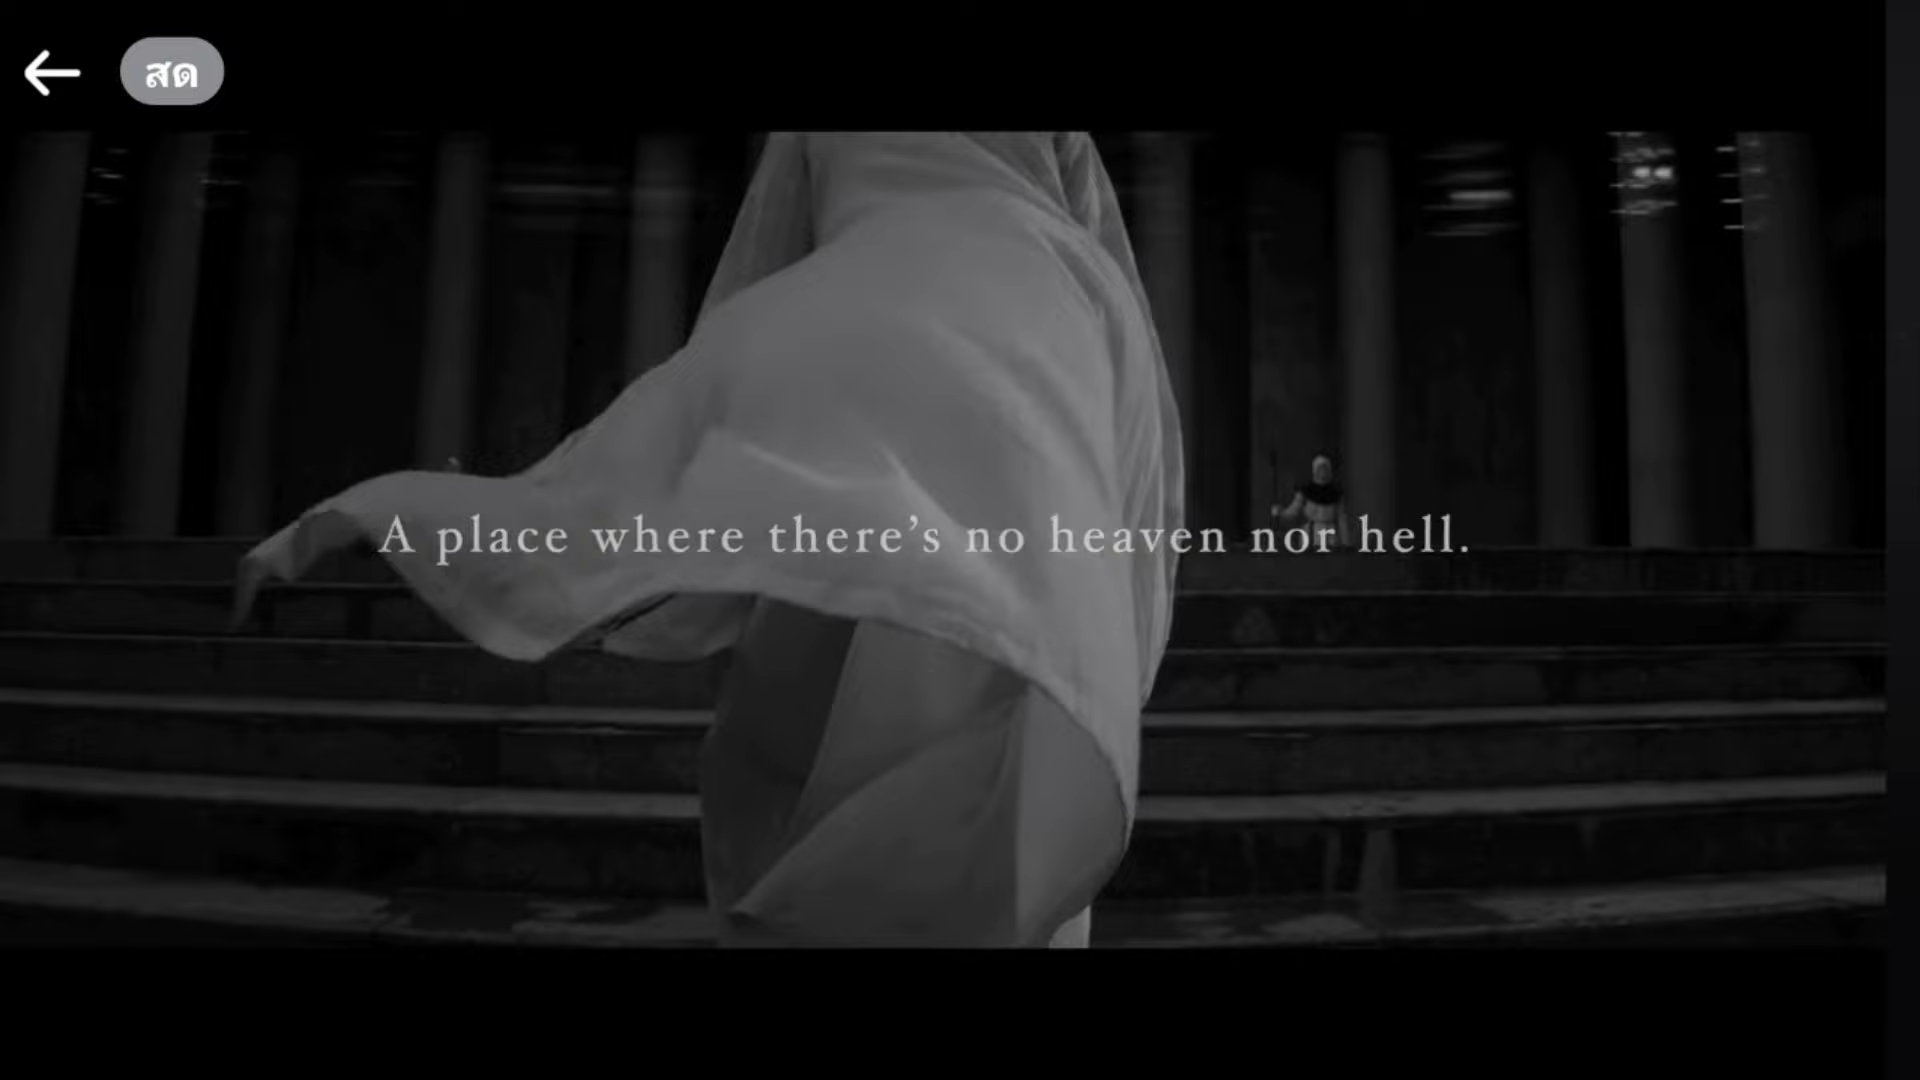 สด
A place where there’s no heaven nor hell.